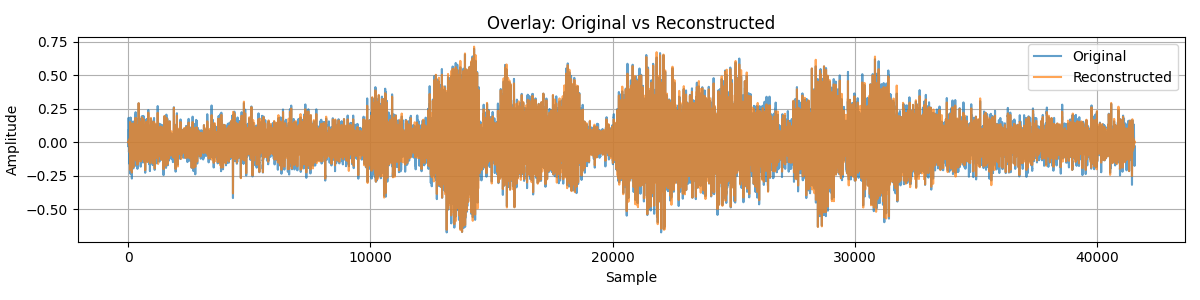 Overlay: Original vs Reconstructed
0.75
0.50
0.25
0.00
−0.25
−0.50
Amplitude
Original
Reconstructed
0
10000
20000
30000
40000
Sample